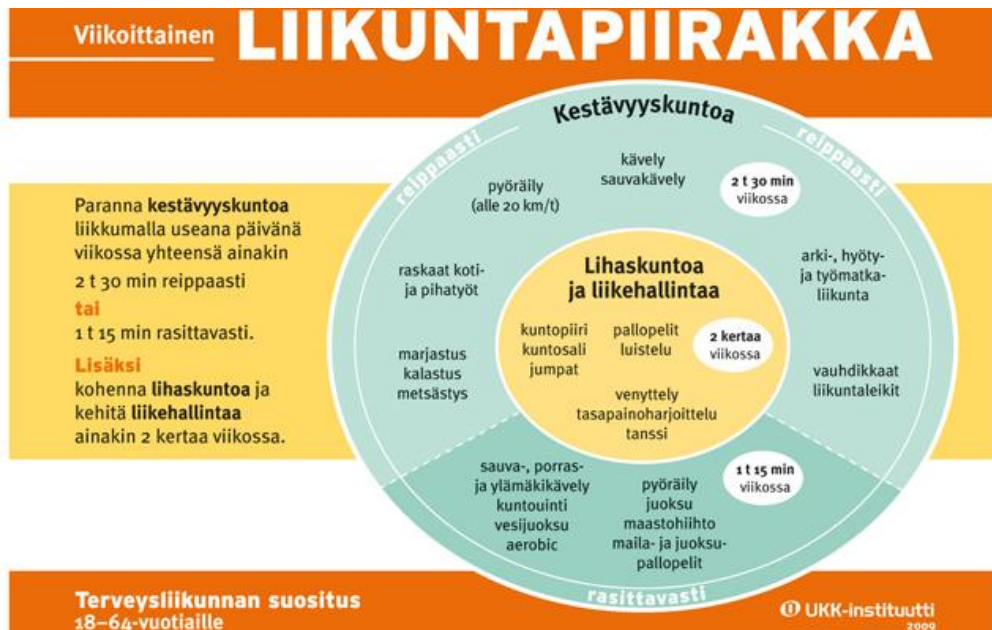 Viikoittainen LIIKUNTAPIIRAKKA
Kestävyyskuntoa
reippaasti
reippaasti
kävely
sauvakävely
2 t 30 min
viikossa
pyöräily
(alle 20 km/t)
Paranna kestävyyskuntoa
liikkumalla useana päivänä
viikossa yhteensä ainakin
2 t 30 min reippaasti
tai
1 t 15 min rasittavasti.
Lisäksi
kohenna lihaskuntoa ja
kehitä liikehallintaa
ainakin 2 kertaa viikossa.
raskaat koti-
ja pihatyöt
marjastus
kalastus
metsästys
Lihaskuntoa
ja liikehallintaa
kuntopiiri
kuntosali
jumpat
pallopelit
luistelu
2 kertaa
viikossa
venyttely
tasapainoharjoittelu
tanssi
arki-, hyöty-
ja työmatka-
liikunta
vauhdikkaat
liikuntaleikit
sauva-, porras-
ja ylämäkikävely
kuntouinti
vesijuoksu
aerobic
pyöräily
juoksu
maastohiihto
maila- ja juoksu-
pallopelit
1 t 15 min
viikossa
rasittavasti
Terveysliikunnan suositus
18–64-vuotiaille
UKK-instituutti
2009